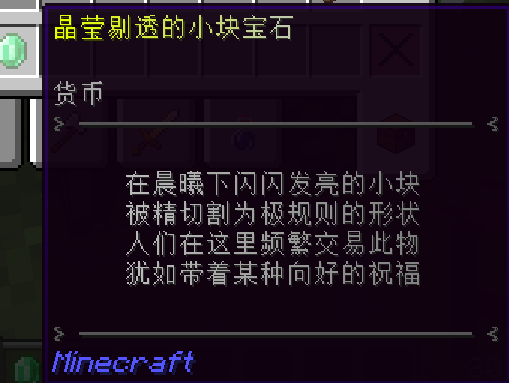 晶莹剔透的小块宝石
货币
在晨曦下闪闪发亮的小块
被精切割为极规则的形状
人们在这里频繁交易此物
犹如带着某种向好的祝福
Minecraft